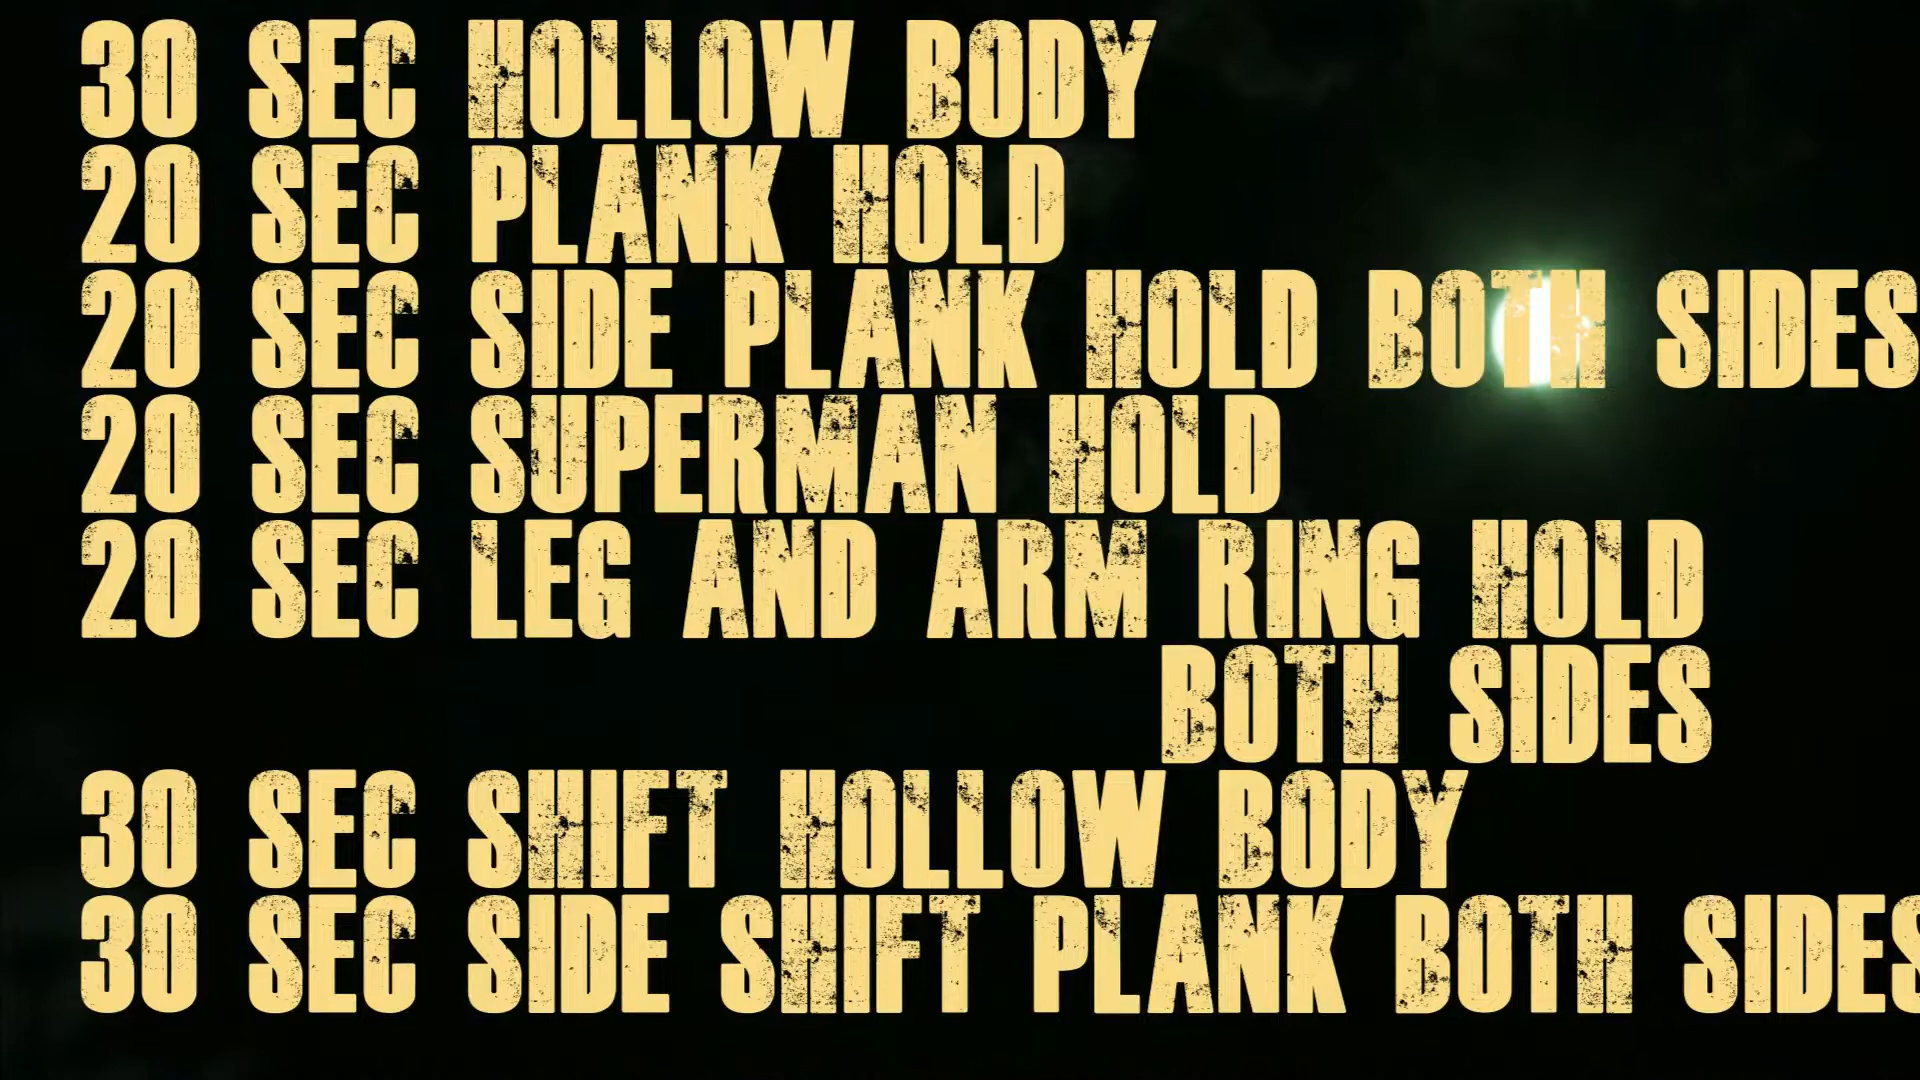 30 SEC HOLLOW BODY
20 SEC PLANK HOLD
20 SEC SIDE PLANK HOLD BOTH SIDES
20 SEC SUPERMAN HOLD
20 SEC LEG AND ARM RING HOLD
BOTH SIDES
30 SEC SHIFT HOLLOW BODY
30 SEC SIDE SHIFT PLANK BOTH SIDES